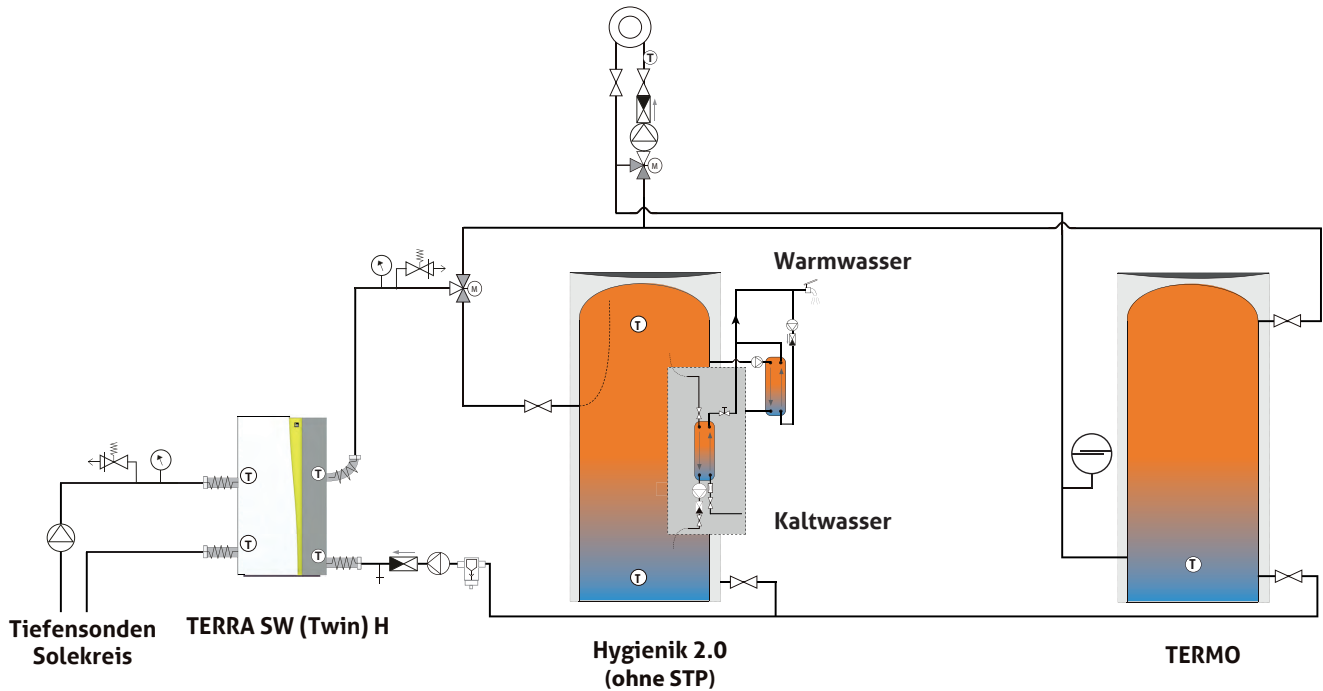 T
M
Warmwasser
M
T
T
T
T
T
Kaltwasser
T
T
T
Tiefensonden
Solekreis
TERRA SW (Twin) H
Hygienik 2.0
(ohne STP)
TERMO